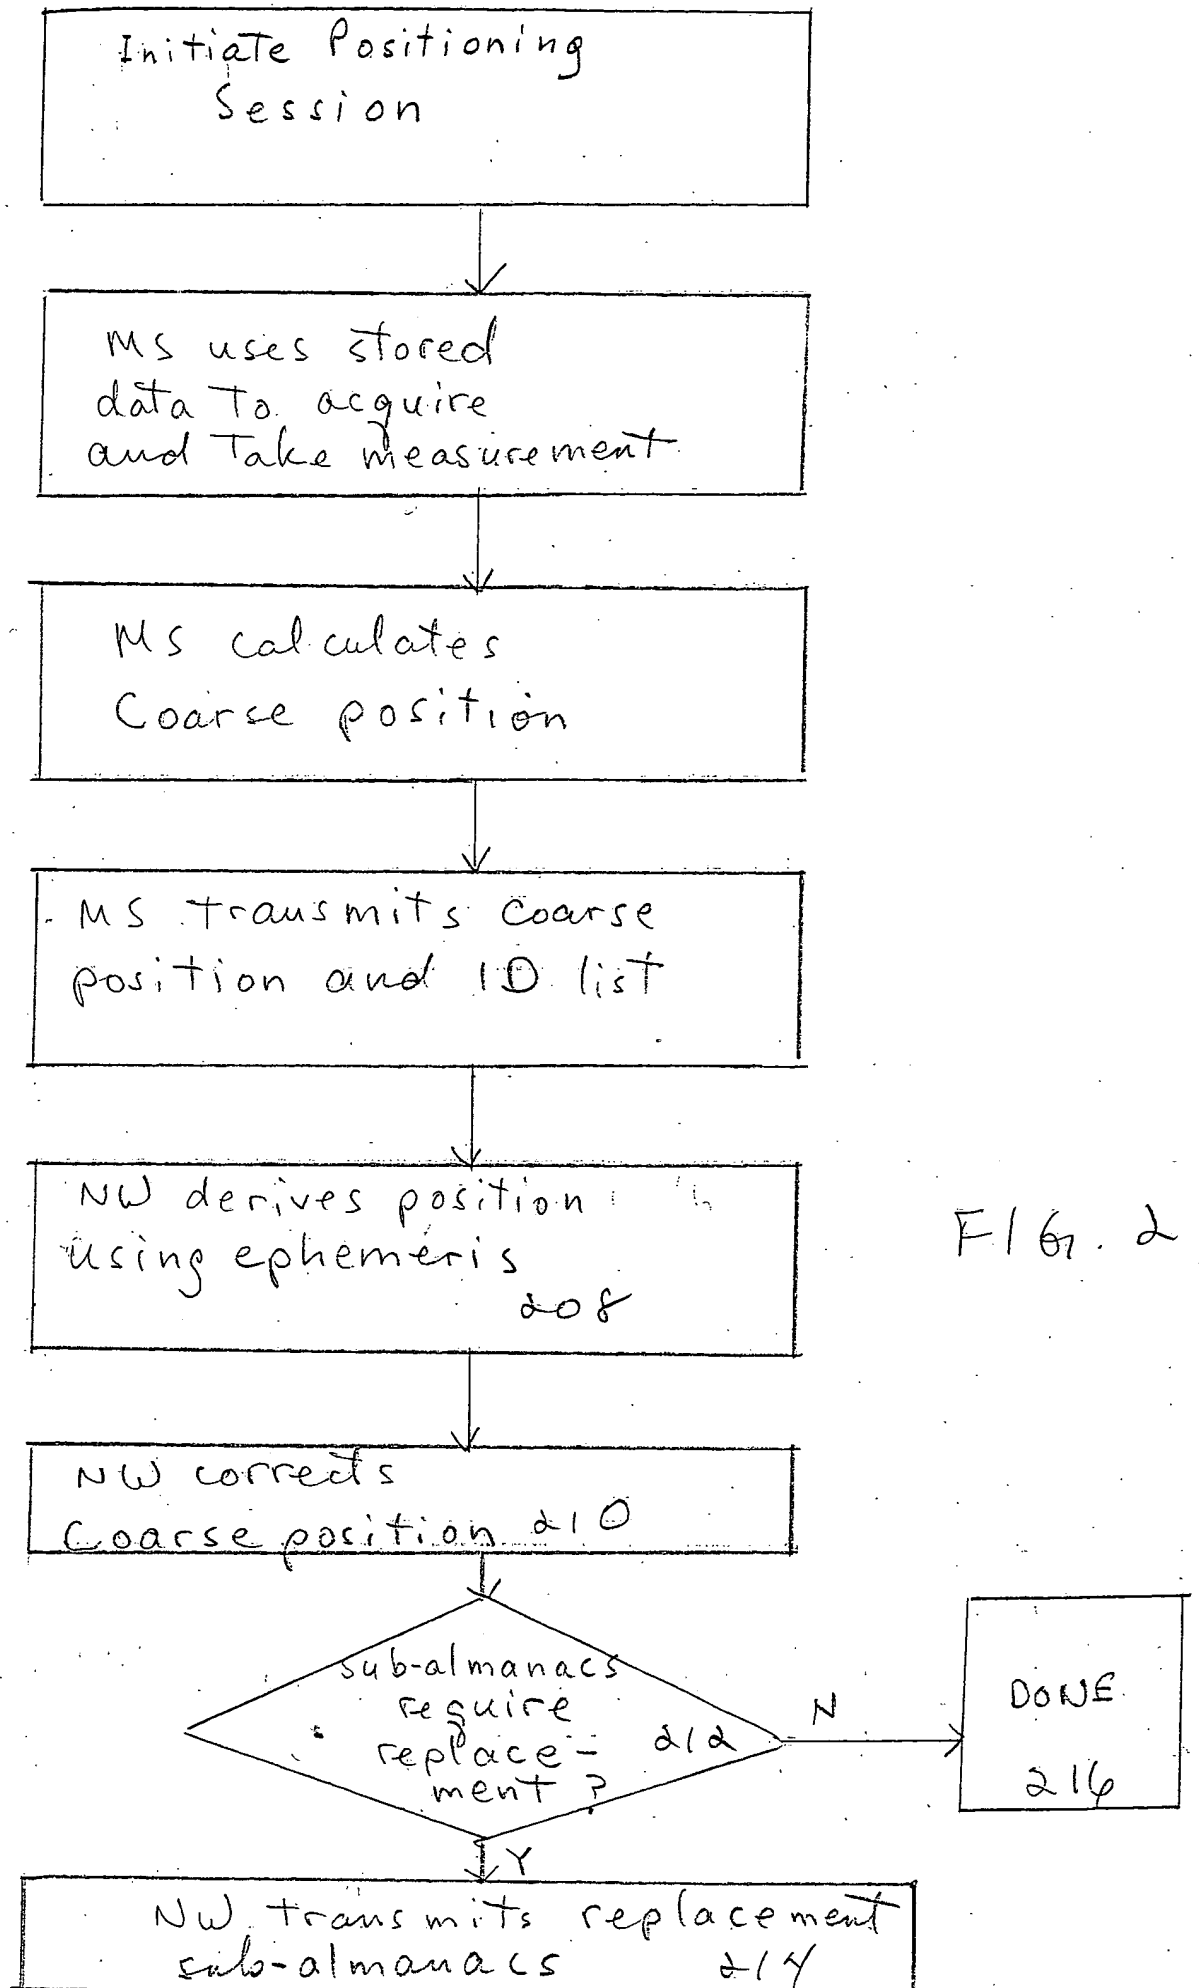 Initiate Positioning
Session
MS uses stored
data to acquire
and Take measurement
MS calculates
Coarse position
MS transmits coarse
position and ID list
NW derives position
using ephemeris
208
FIG. 2
NW corrects
Coarse position 210
sub-almanacs
require
replace- 212
ment ?
N
DONE
216
Y
NW transmits replacement
sub-almanacs 214